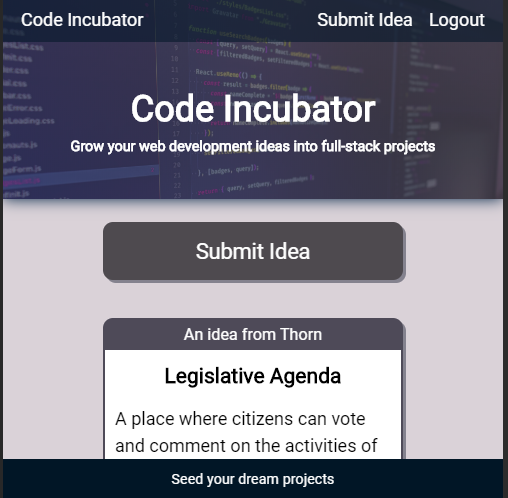 Code Incubator Submit Idea Logout
Code Incubator
Grow your web development ideas into full-stack projects
Submit Idea
An idea from Thorn
Legislative Agenda
A place where citizens can vote
and comment on the activities of
Seed your dream projects